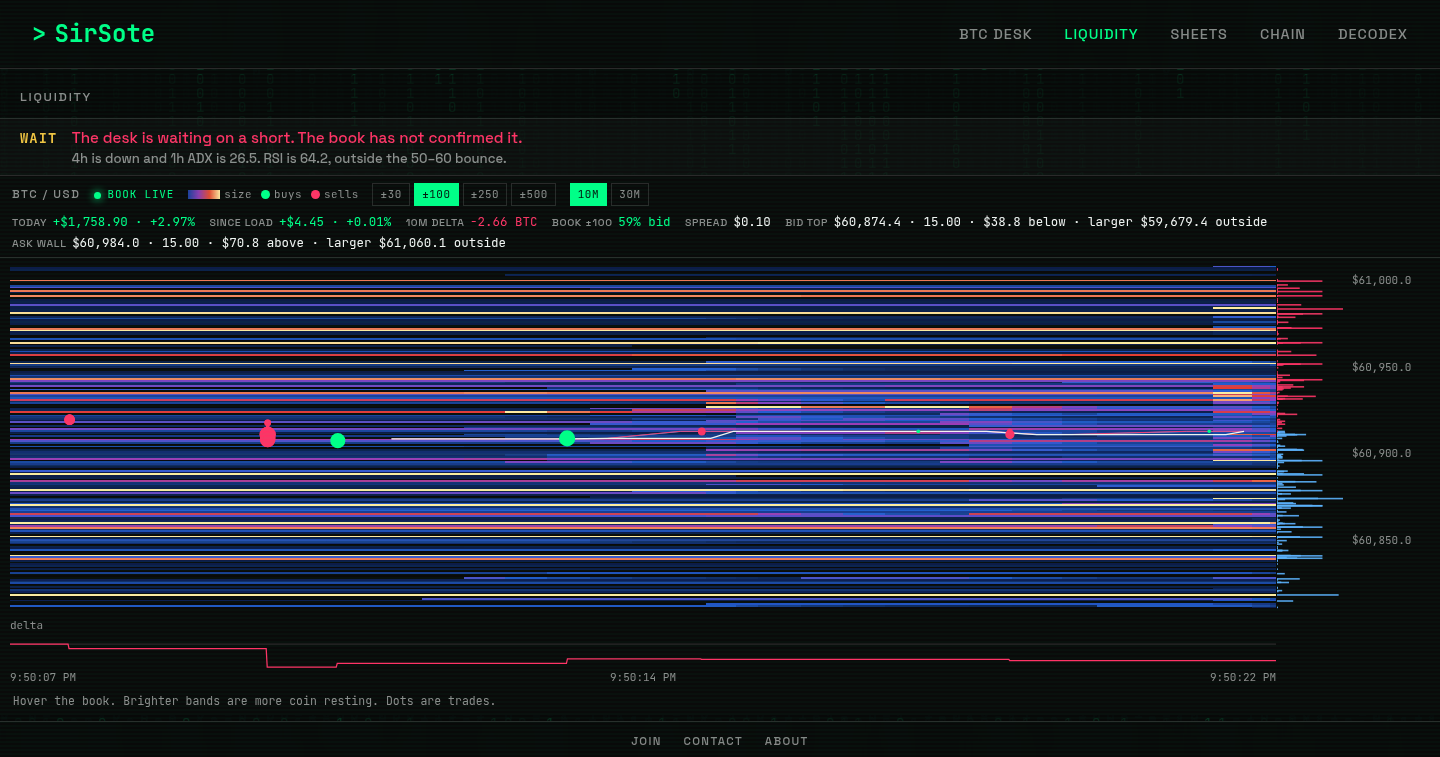 > SirSote
BTC DESK LIQUIDITY SHEETS CHAIN DECODEX
LIQUIDITY
WAIT The desk is waiting on a short. The book has not confirmed it.
4h is down and 1h ADX is 26.5. RSI is 64.2, outside the 50–60 bounce.
BTC / USD BOOK LIVE size buys sells ±30 ±100 ±250 ±500 10M 30M
TODAY +$1,758.90 · +2.97% SINCE LOAD +$4.45 · +0.01% 10M DELTA -2.66 BTC BOOK ±100 59% bid SPREAD $0.10 BID TOP $60,874.4 · 15.00 · $38.8 below · larger $59,679.4 outside
ASK WALL $60,984.0 · 15.00 · $70.8 above · larger $61,060.1 outside
$61,000.0
$60,950.0
$60,900.0
$60,850.0
delta
9:50:07 PM 9:50:14 PM 9:50:22 PM
Hover the book. Brighter bands are more coin resting. Dots are trades.
JOIN CONTACT ABOUT